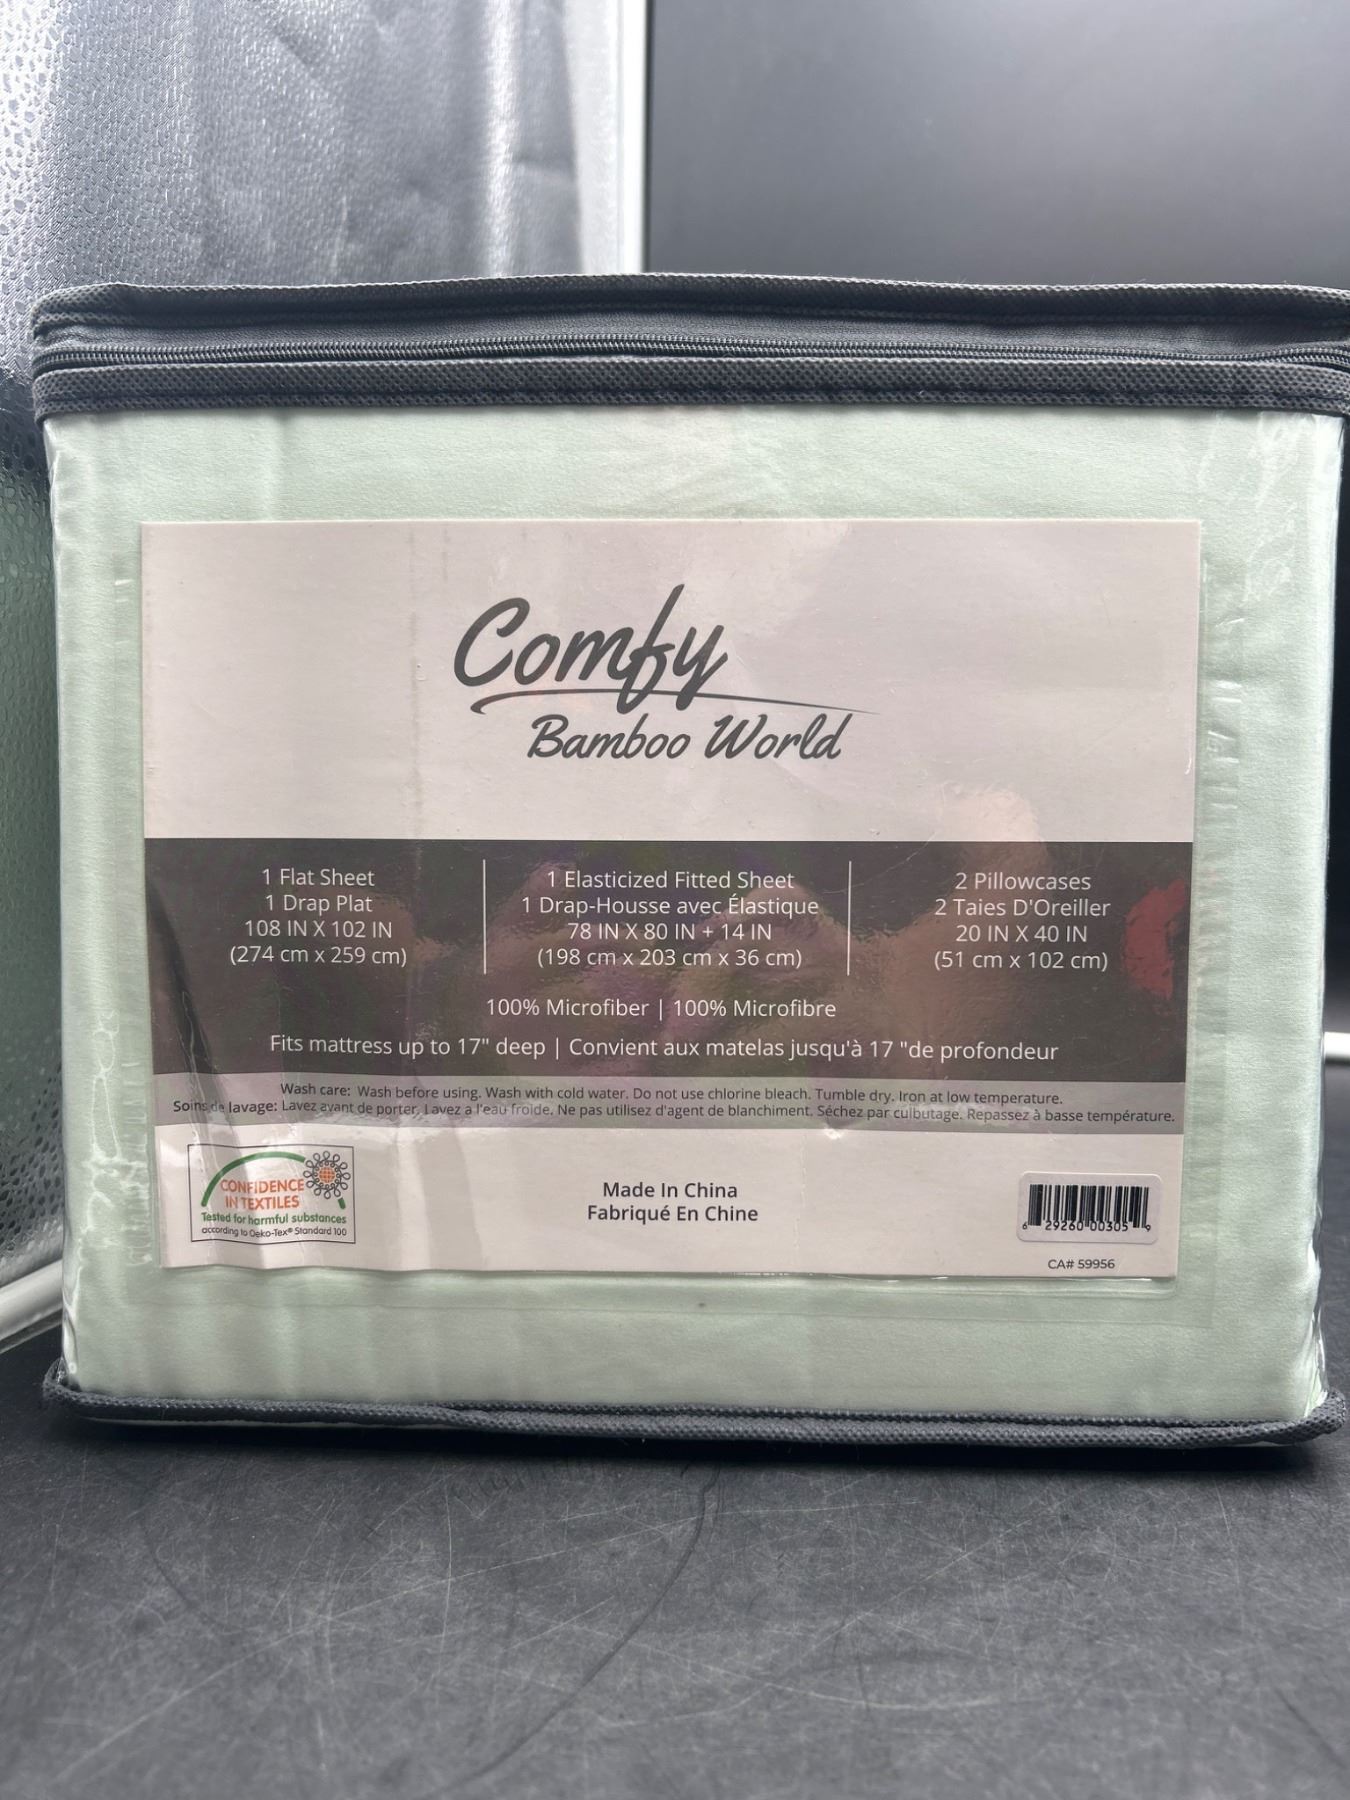 Comfy
Bamboo World
1 Flat Sheet
1 Drap Plat
108 IN X 102 IN
(274 cm x 259 cm)
1 Elasticized Fitted Sheet
1 Drap-Housse avec Élastique
78 IN X 80 IN + 14 IN
(198 cm x 203 cm x 36 cm)
2 Pillowcases
2 Taies D'Oreiller
20 IN X 40 IN
(51 cm x 102 cm)
100% Microfiber | 100% Microfibre
Fits mattress up to 17" deep | Convient aux matelas jusqu'à 17 "de profondeur
Wash care: Wash before using. Wash with cold water. Do not use chlorine bleach. Tumble dry. Iron at low temperature.
Soins de lavage: Lavez avant de porter. Lavez a l'eau froide. Ne pas utilisez d'agent de blanchiment. Séchez par culbutage. Repassez à basse température.
CONFIDENCE
IN TEXTILES
Tested for harmful substances
according to Oeko-Tex® Standard 100
Made In China
Fabriqué En Chine
6 29260 00305 9
CA# 59956